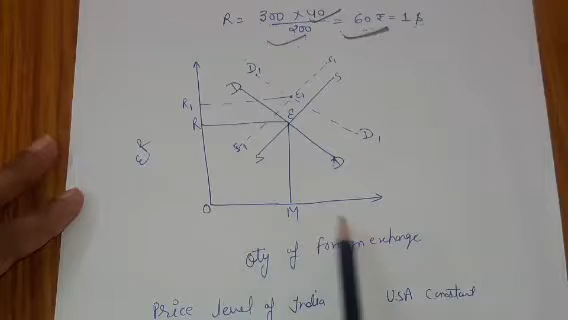 R = 300 × 40 / 200 = 60 ₹ = 1 $
D₁ S₁
D S
R₁ E₁
R E
S₁ S D D₁
O M
Qty of Foreign exchange
Price level of India USA Constant